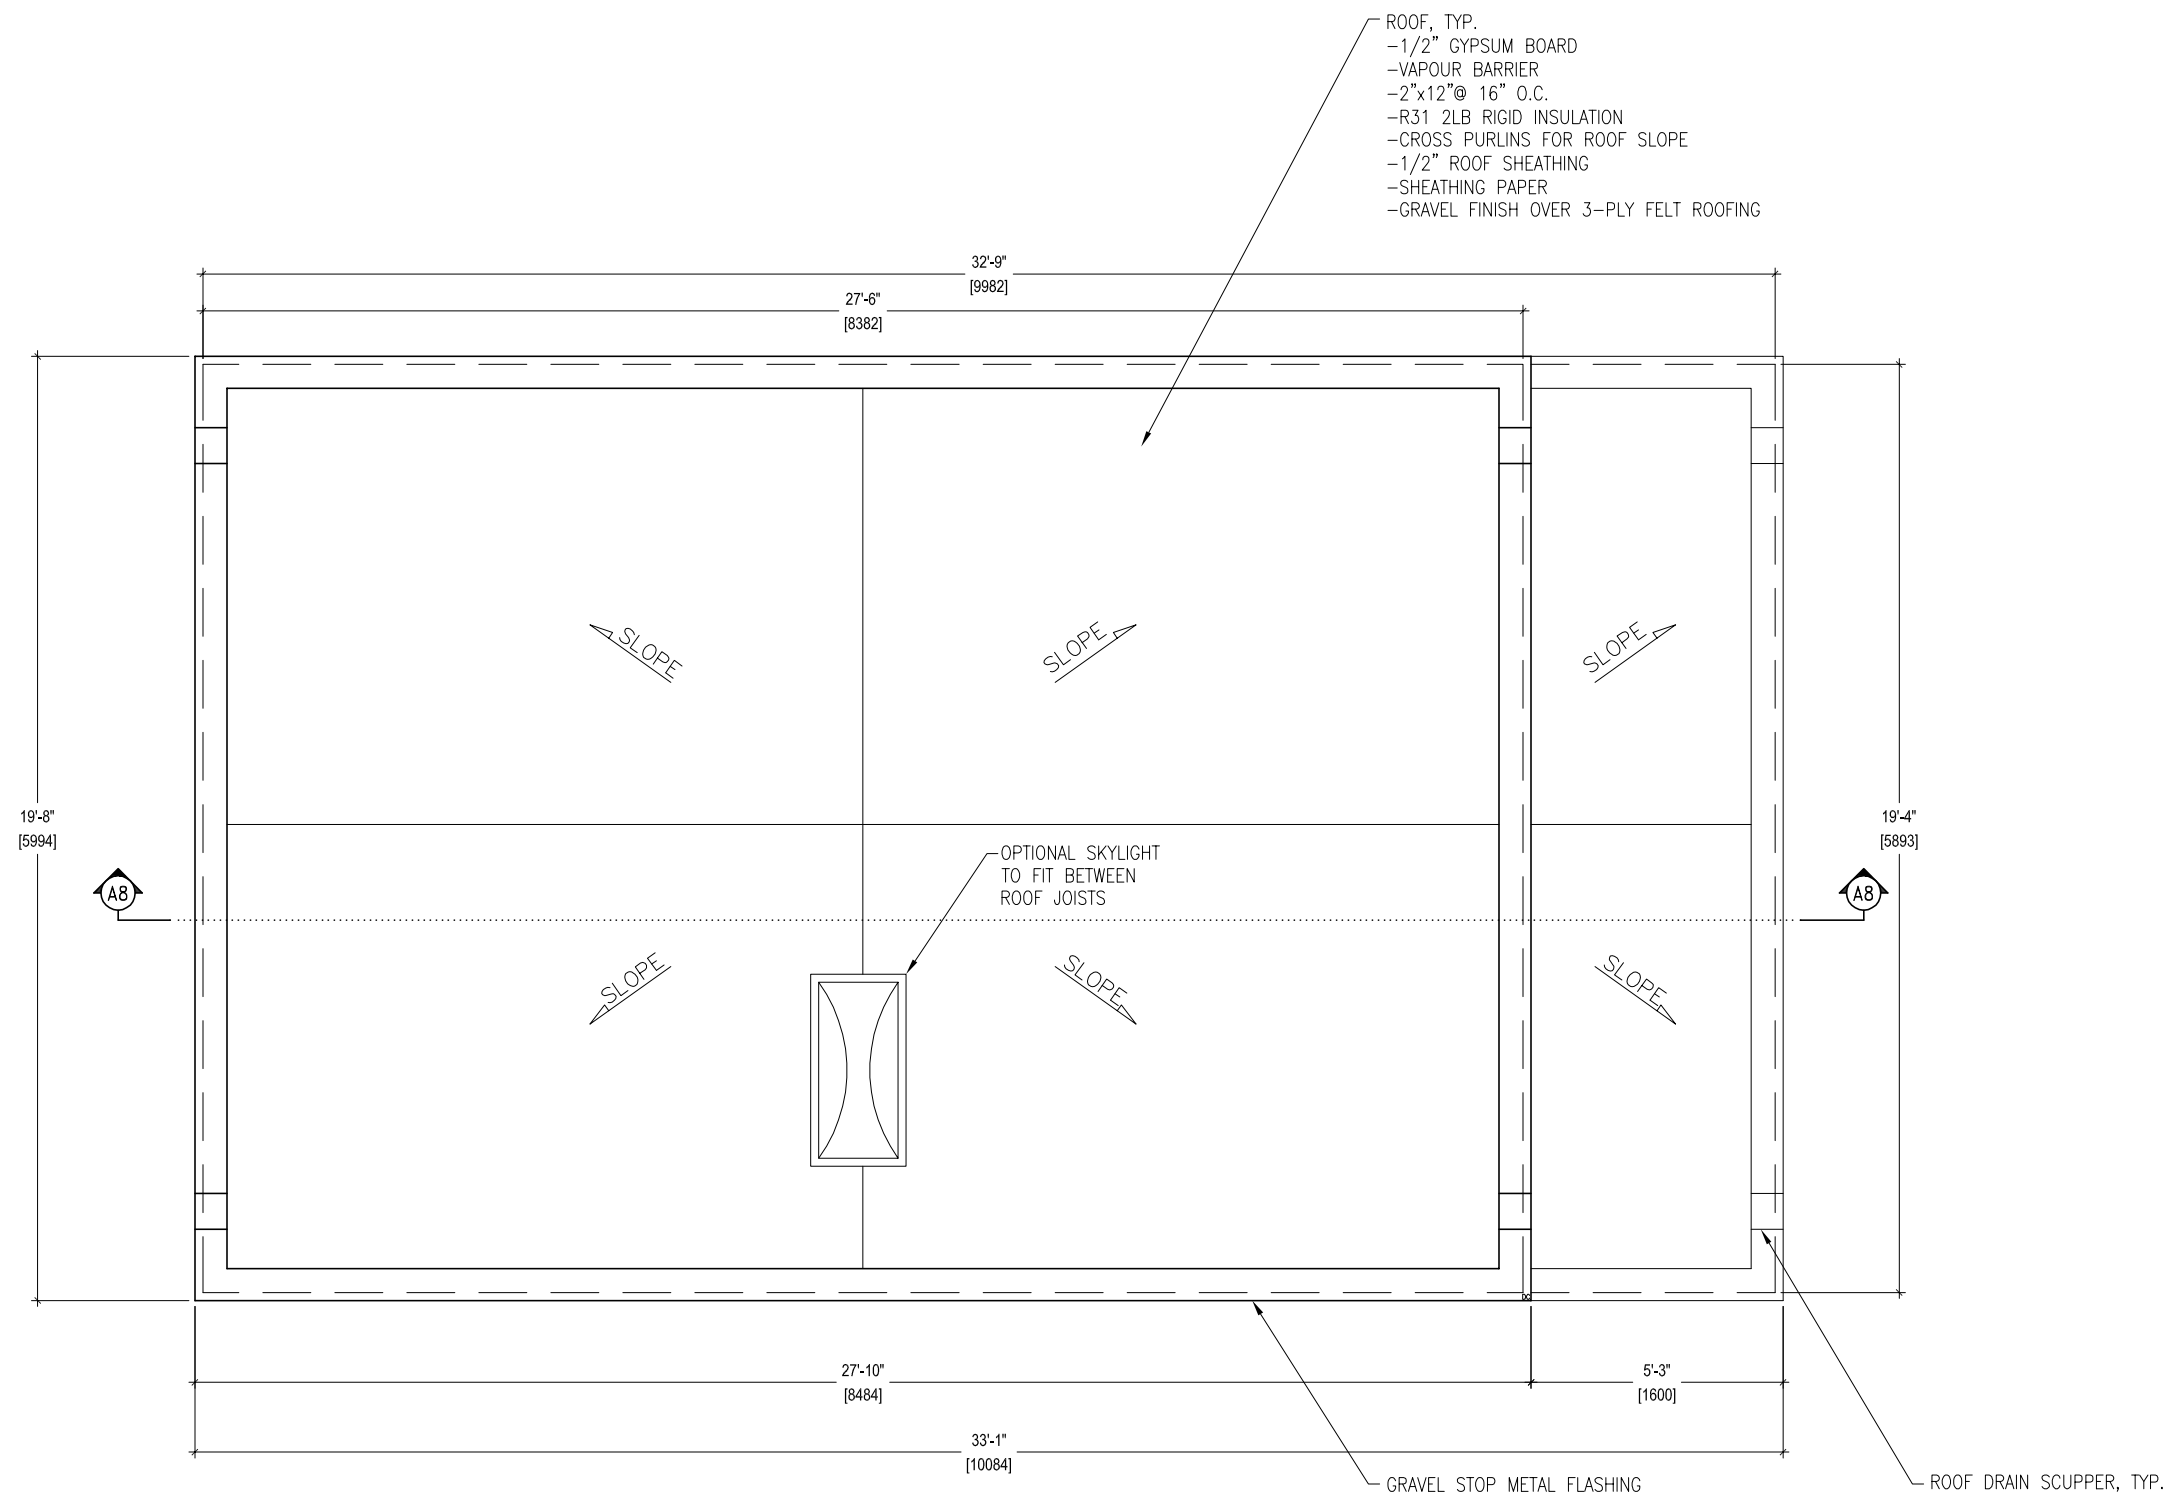 ROOF, TYP.
-1/2" GYPSUM BOARD
-VAPOUR BARRIER
-2"x12"@ 16" O.C.
-R31 2LB RIGID INSULATION
-CROSS PURLINS FOR ROOF SLOPE
-1/2" ROOF SHEATHING
-SHEATHING PAPER
-GRAVEL FINISH OVER 3-PLY FELT ROOFING
32'-9"
[9982]
27'-6"
[8382]
SLOPE
SLOPE
SLOPE
19'-8"
[5994]
19'-4"
[5893]
OPTIONAL SKYLIGHT
TO FIT BETWEEN
ROOF JOISTS
A8
A8
SLOPE
SLOPE
SLOPE
27'-10"
[8484]
5'-3"
[1600]
33'-1"
[10084]
GRAVEL STOP METAL FLASHING
ROOF DRAIN SCUPPER, TYP.